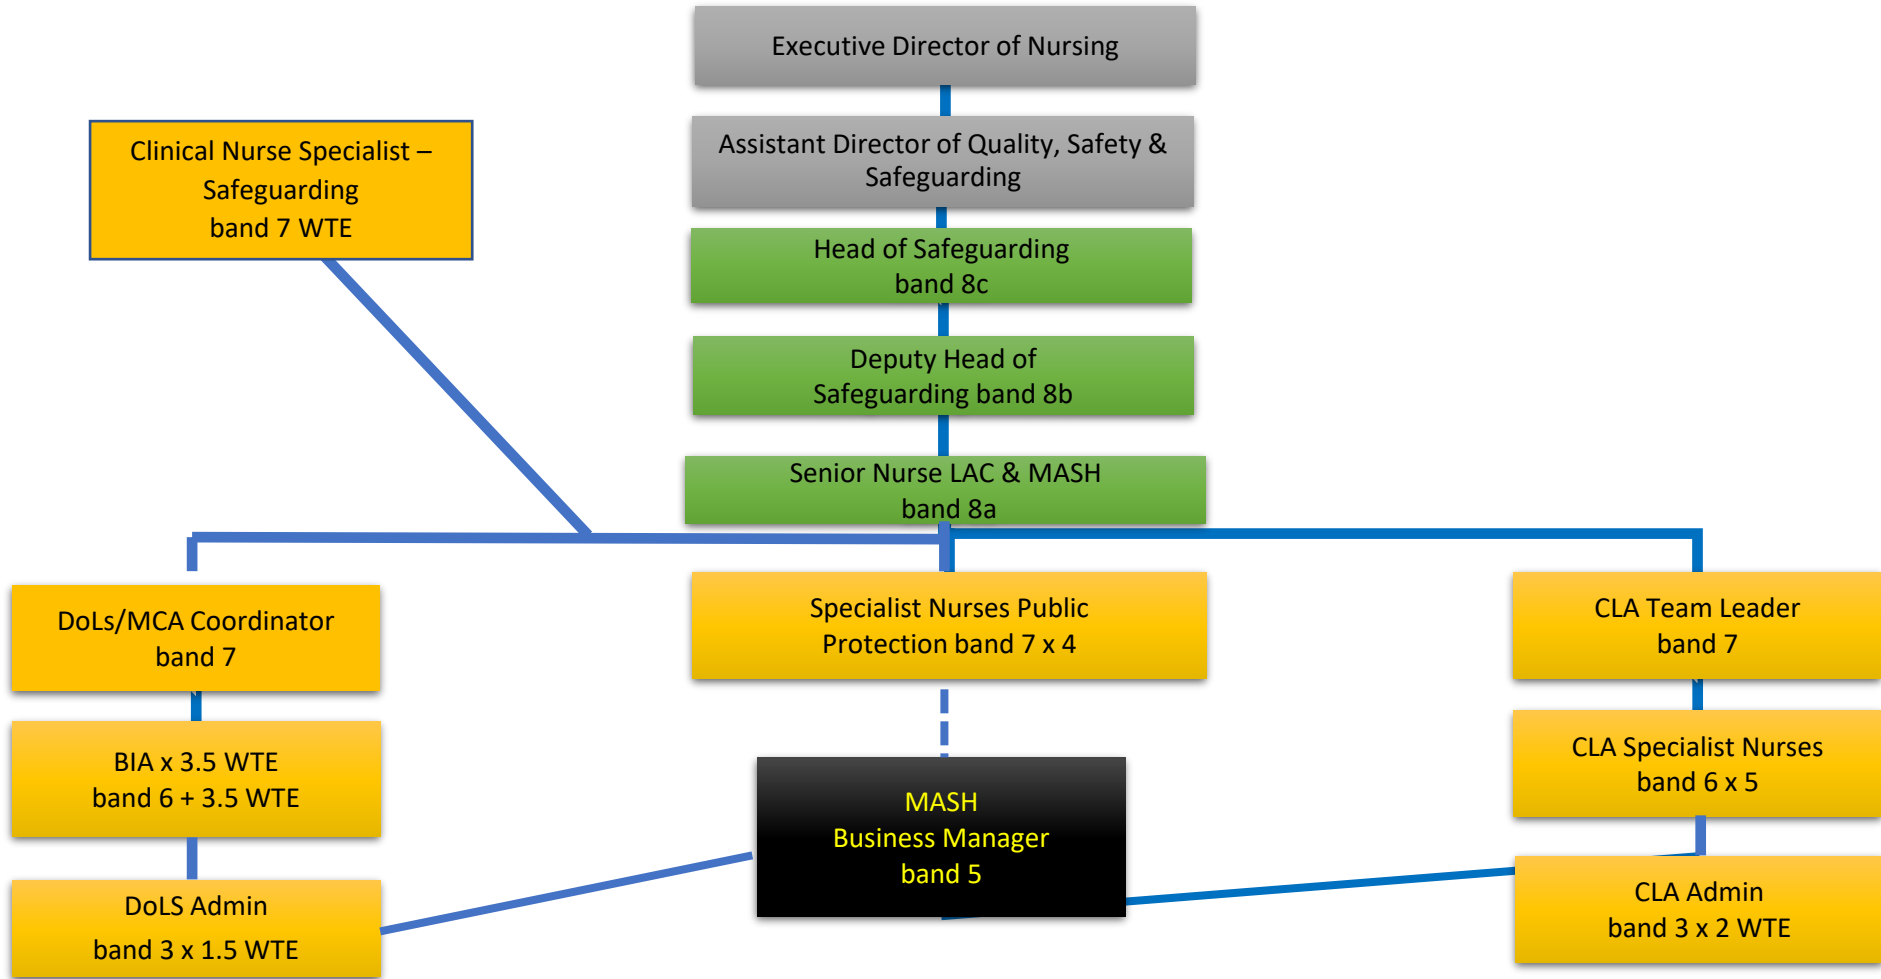 Executive Director of Nursing
Assistant Director of Quality, Safety &
Safeguarding
Clinical Nurse Specialist –
Safeguarding
band 7 WTE
Head of Safeguarding
band 8c
Deputy Head of
Safeguarding band 8b
Senior Nurse LAC & MASH
band 8a
DoLs/MCA Coordinator
band 7
Specialist Nurses Public
Protection band 7 x 4
CLA Team Leader
band 7
BIA x 3.5 WTE
band 6 + 3.5 WTE
MASH
Business Manager
band 5
CLA Specialist Nurses
band 6 x 5
DoLS Admin
band 3 x 1.5 WTE
CLA Admin
band 3 x 2 WTE